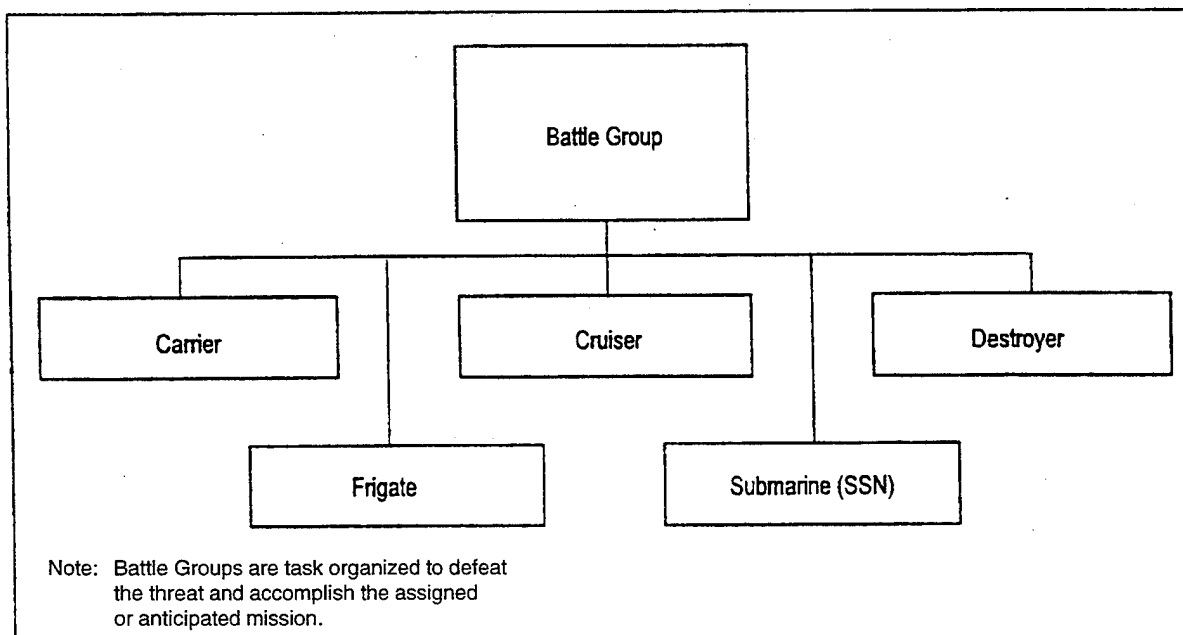 Battle Group
Carrier
Cruiser
Destroyer
Frigate
Submarine (SSN)
Note: Battle Groups are task organized to defeat
the threat and accomplish the assigned
or anticipated mission.